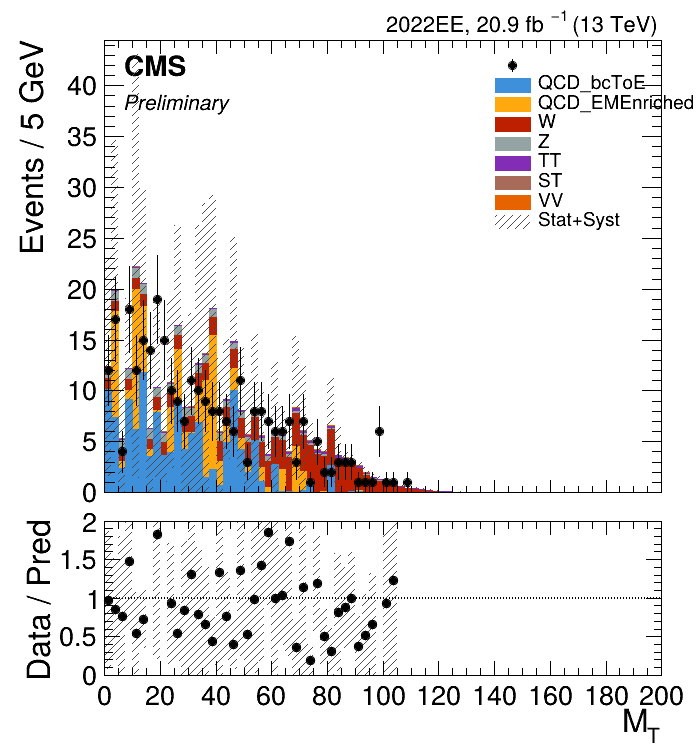 2022EE, 20.9 fb⁻¹ (13 TeV)
CMS
Preliminary
QCD_bcToE
QCD_EMEnriched
W
Z
TT
ST
VV
Stat+Syst
Events / 5 GeV
40
35
30
25
20
15
10
5
0
Data / Pred
2
1.5
1
0.5
0
0 20 40 60 80 100 120 140 160 180 200
M_T